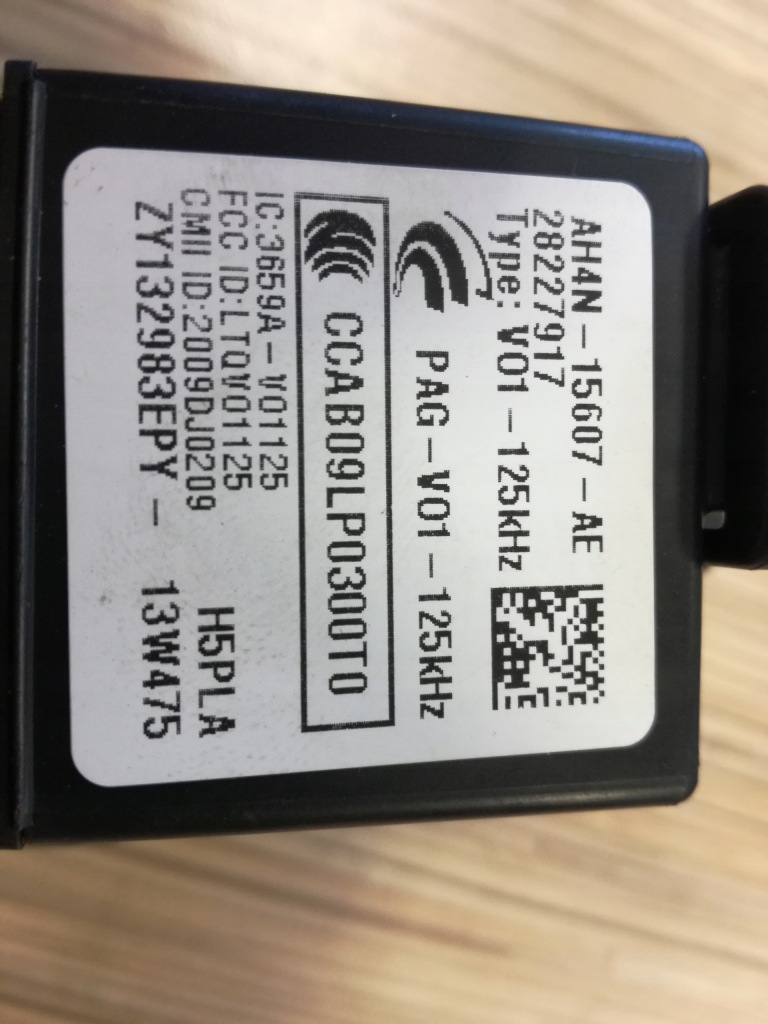 AH4N-15607-AE
28227917
Type: V01-125kHz
PAG-V01-125kHz
CCAB09LP0300T0
IC:3659A-V01125
FCC ID:LTQV01125
CMII ID:2009DJ0209
H5PLA
ZY132983EPY- 13W475